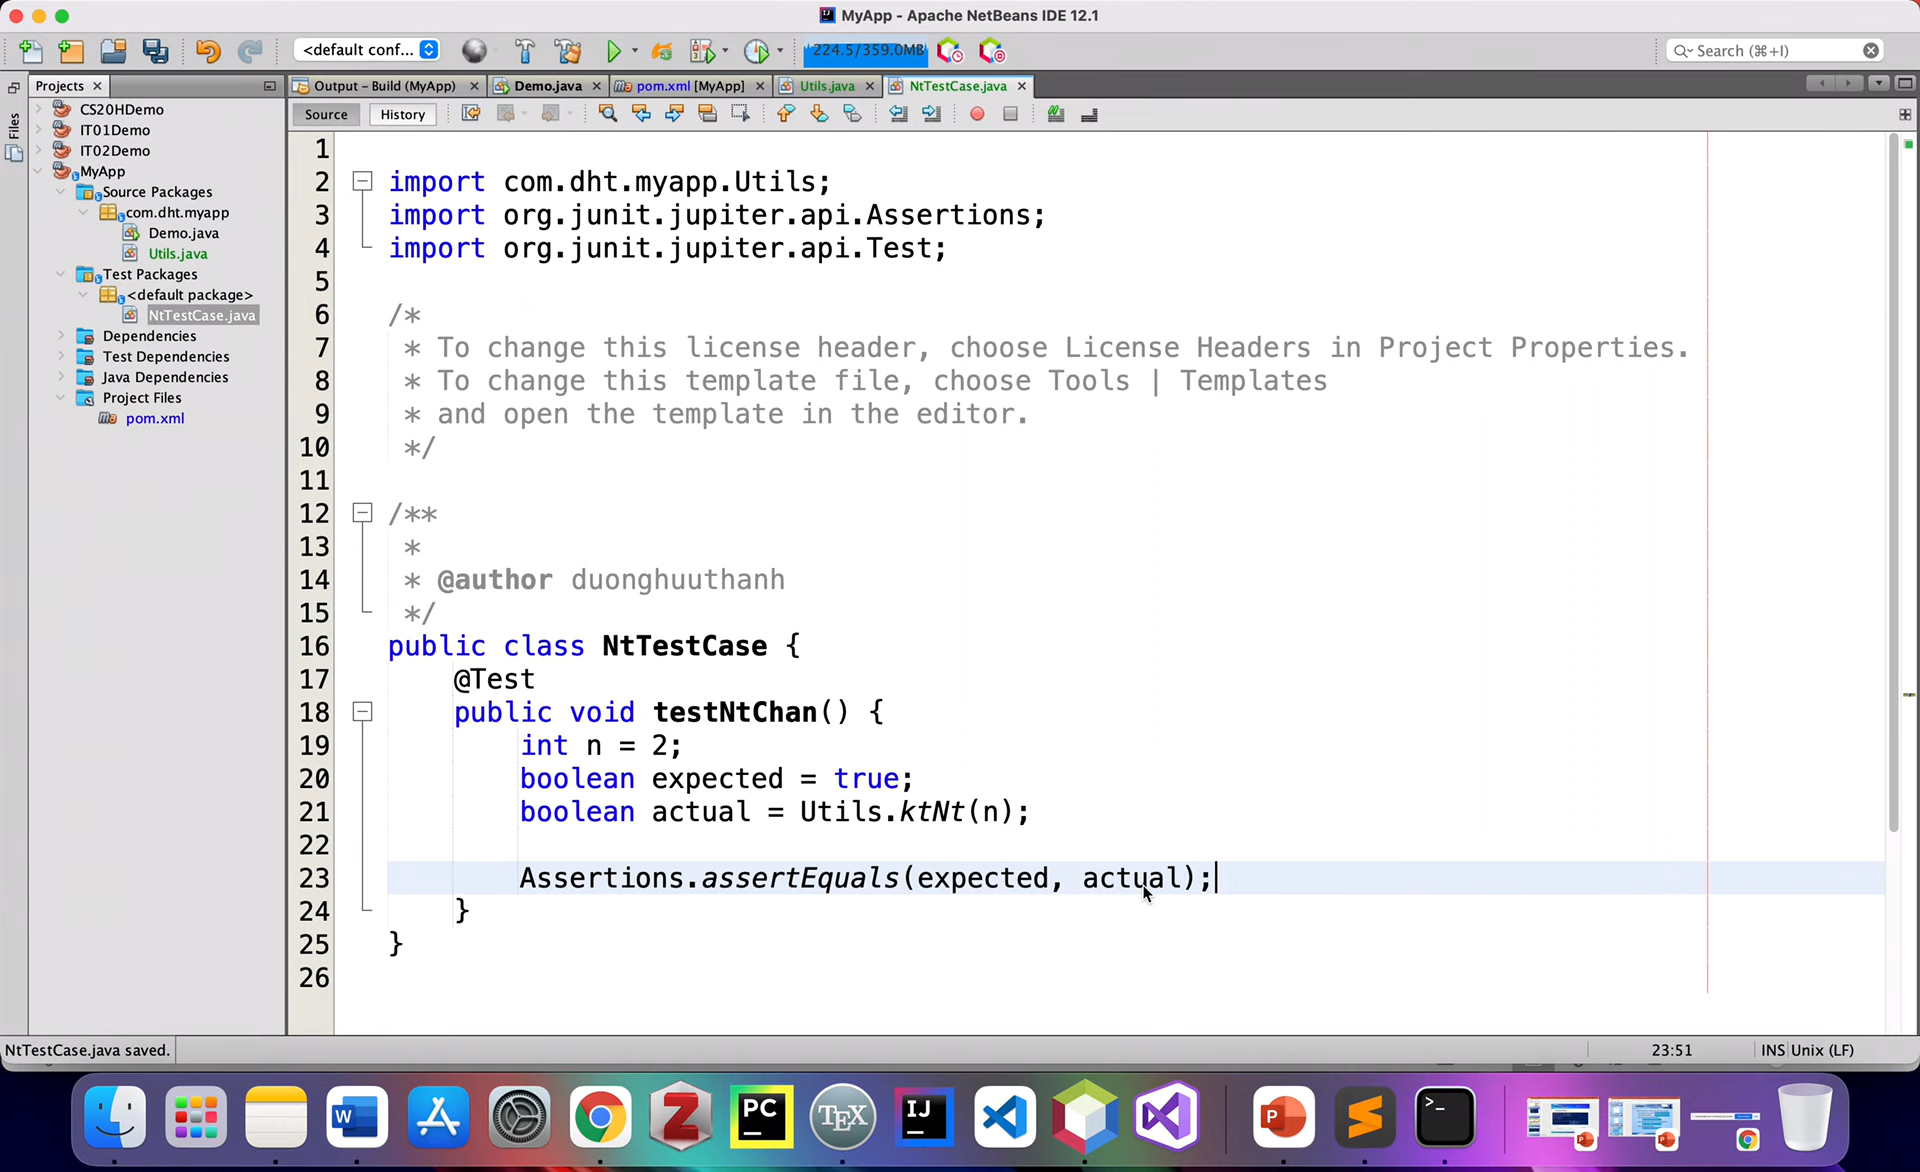 MyApp - Apache NetBeans IDE 12.1
<default conf...
224.5/359.0MB
Search (⌘+I)
Projects
Output - Build (MyApp)
Demo.java
pom.xml [MyApp]
Utils.java
NtTestCase.java
Files
Source
History
CS20HDemo
IT01Demo
IT02Demo
MyApp
Source Packages
com.dht.myapp
Demo.java
Utils.java
Test Packages
<default package>
NtTestCase.java
Dependencies
Test Dependencies
Java Dependencies
Project Files
pom.xml
1
2 import com.dht.myapp.Utils;
3 import org.junit.jupiter.api.Assertions;
4 import org.junit.jupiter.api.Test;
5
6 /*
7 * To change this license header, choose License Headers in Project Properties.
8 * To change this template file, choose Tools | Templates
9 * and open the template in the editor.
10 */
11
12 /**
13 *
14 * @author duonghuuthanh
15 */
16 public class NtTestCase {
17 @Test
18 public void testNtChan() {
19 int n = 2;
20 boolean expected = true;
21 boolean actual = Utils.ktNt(n);
22
23 Assertions.assertEquals(expected, actual);
24 }
25 }
26
NtTestCase.java saved.
23:51
INS
Unix (LF)
W
Z
PC
TEX
IJ
P
>_